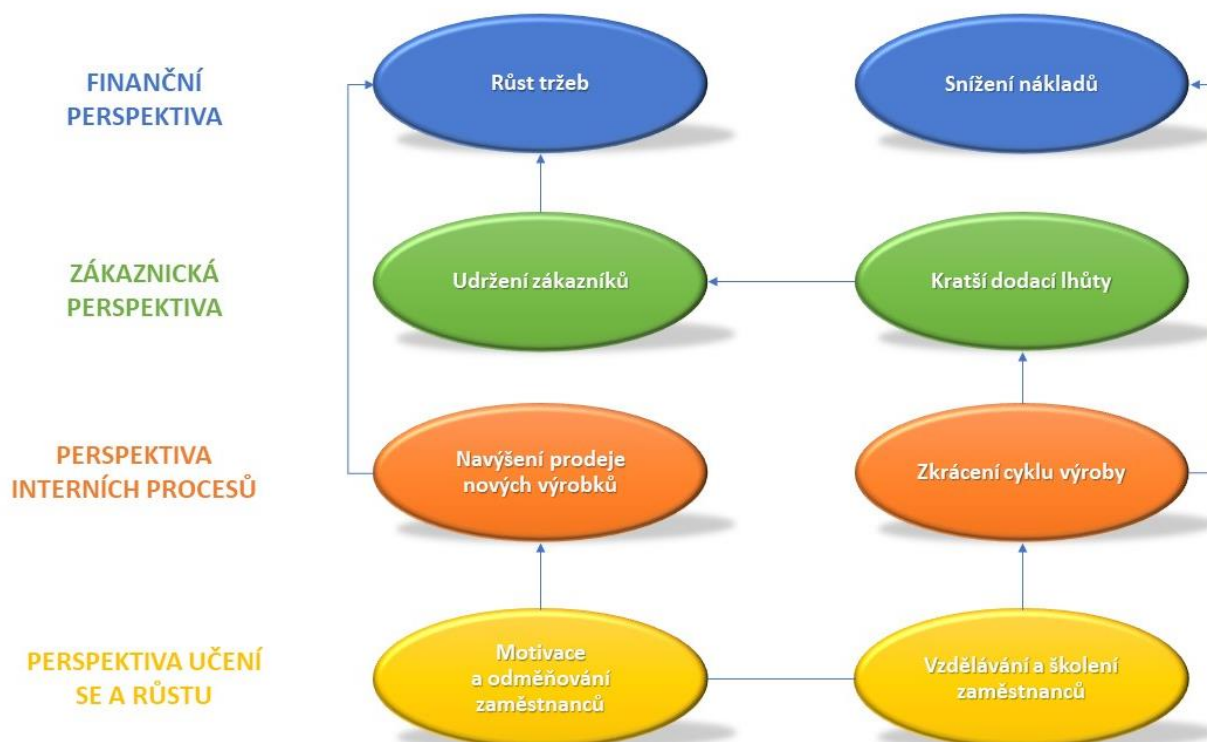 FINANČNÍ
PERSPEKTIVA
Růst tržeb
Snížení nákladů
ZÁKAZNICKÁ
PERSPEKTIVA
Udržení zákazníků
Kratší dodací lhůty
PERSPEKTIVA
INTERNÍCH PROCESŮ
Navýšení prodeje
nových výrobků
Zkrácení cyklu výroby
PERSPEKTIVA UČENÍ
SE A RŮSTU
Motivace
a odměňování
zaměstnanců
Vzdělávání a školení
zaměstnanců